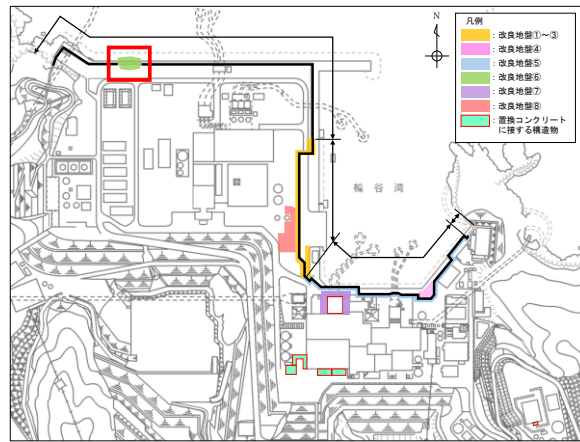 N
凡例
：改良地盤①～③
：改良地盤④
：改良地盤⑤
：改良地盤⑥
：改良地盤⑦
：改良地盤⑧
：置換コンクリート
に接する構造物
輪谷湾